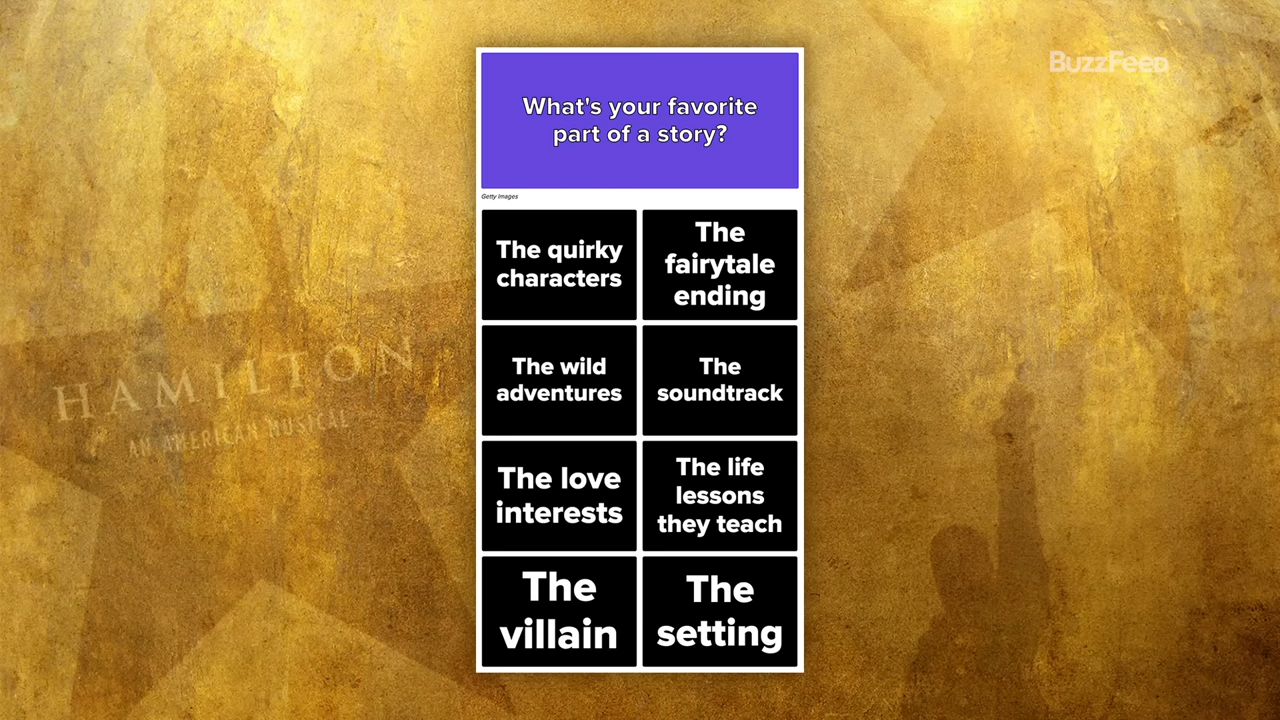 BuzzFeed
What's your favorite
part of a story?
Getty Images
The quirky
characters
The
fairytale
ending
The wild
adventures
The
soundtrack
The love
interests
The life
lessons
they teach
The
villain
The
setting
HAMILTON
AN AMERICAN MUSICAL